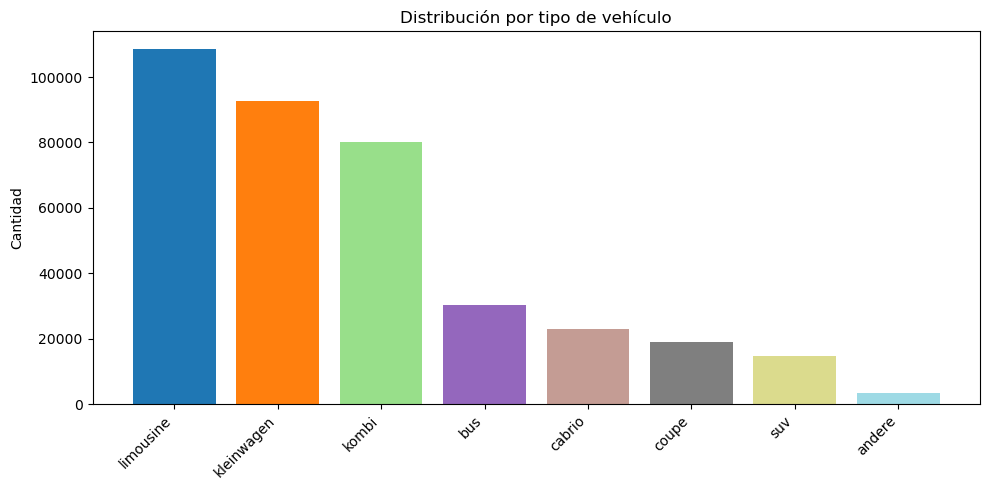 Distribución por tipo de vehículo
Cantidad
100000
80000
60000
40000
20000
0
limousine
kleinwagen
kombi
bus
cabrio
coupe
suv
andere